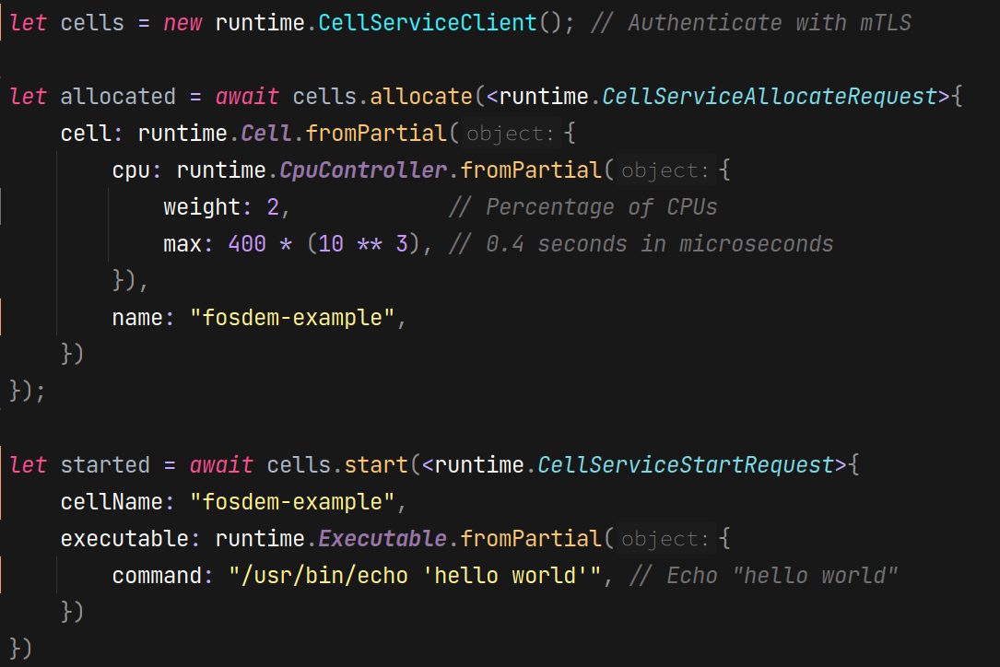 let cells = new runtime.CellServiceClient(); // Authenticate with mTLS
let allocated = await cells.allocate(<runtime.CellServiceAllocateRequest>{
    cell: runtime.Cell.fromPartial( object: {
        cpu: runtime.CpuController.fromPartial( object: {
            weight: 2,            // Percentage of CPUs
            max: 400 * (10 ** 3), // 0.4 seconds in microseconds
        }),
        name: "fosdem-example",
    })
});
let started = await cells.start(<runtime.CellServiceStartRequest>{
    cellName: "fosdem-example",
    executable: runtime.Executable.fromPartial( object: {
        command: "/usr/bin/echo 'hello world'", // Echo "hello world"
    })
})